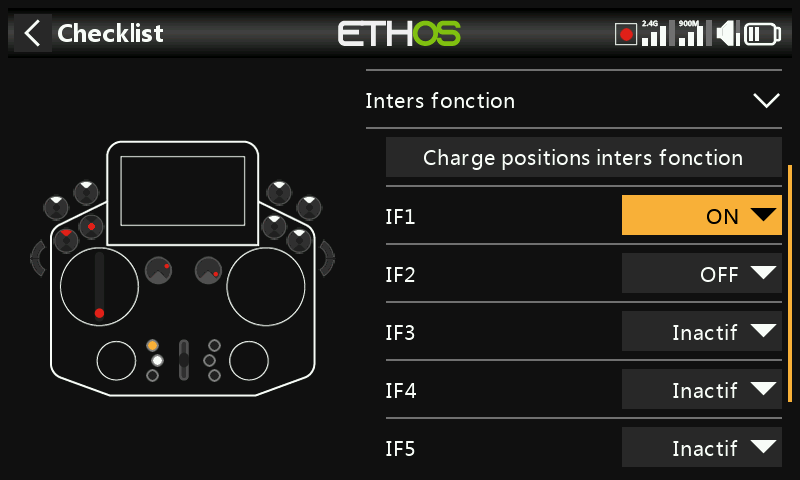 Checklist
ETHOS
2.4G
900M
Inters fonction
Charge positions inters fonction
IF1
ON
IF2
OFF
IF3
Inactif
IF4
Inactif
IF5
Inactif